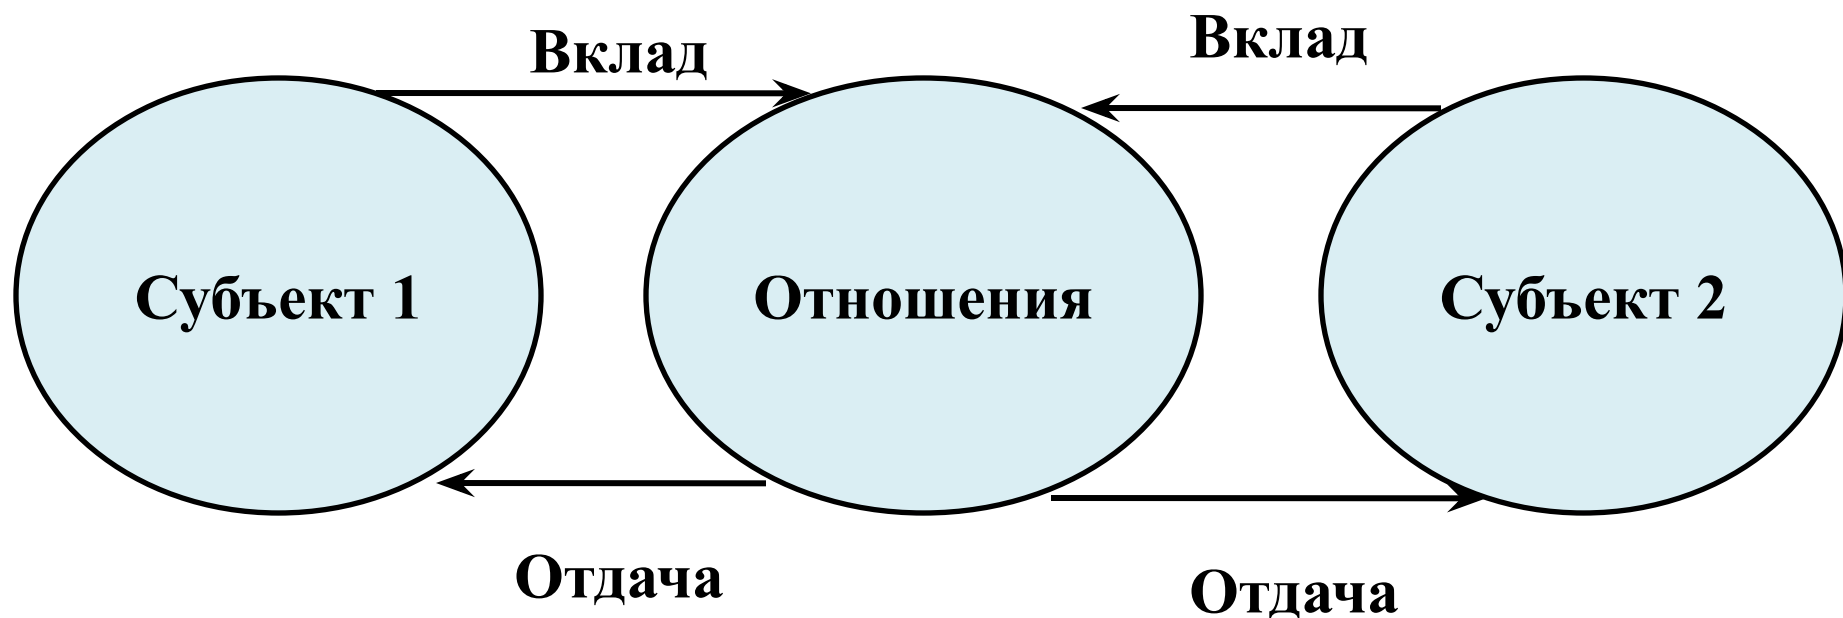 Вклад
Вклад
Субъект 1
Отношения
Субъект 2
Отдача
Отдача